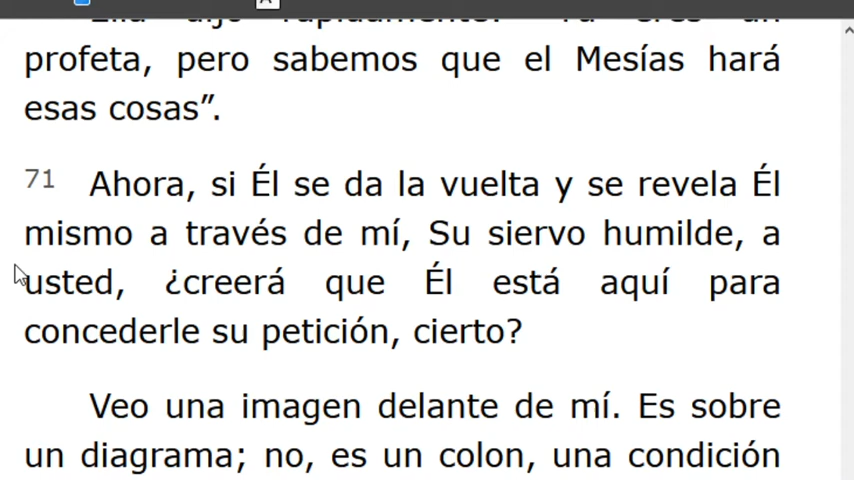 profeta, pero sabemos que el Mesías hará
esas cosas”.
71 Ahora, si Él se da la vuelta y se revela Él
mismo a través de mí, Su siervo humilde, a
usted, ¿creerá que Él está aquí para
concederle su petición, cierto?
Veo una imagen delante de mí. Es sobre
un diagrama; no, es un colon, una condición